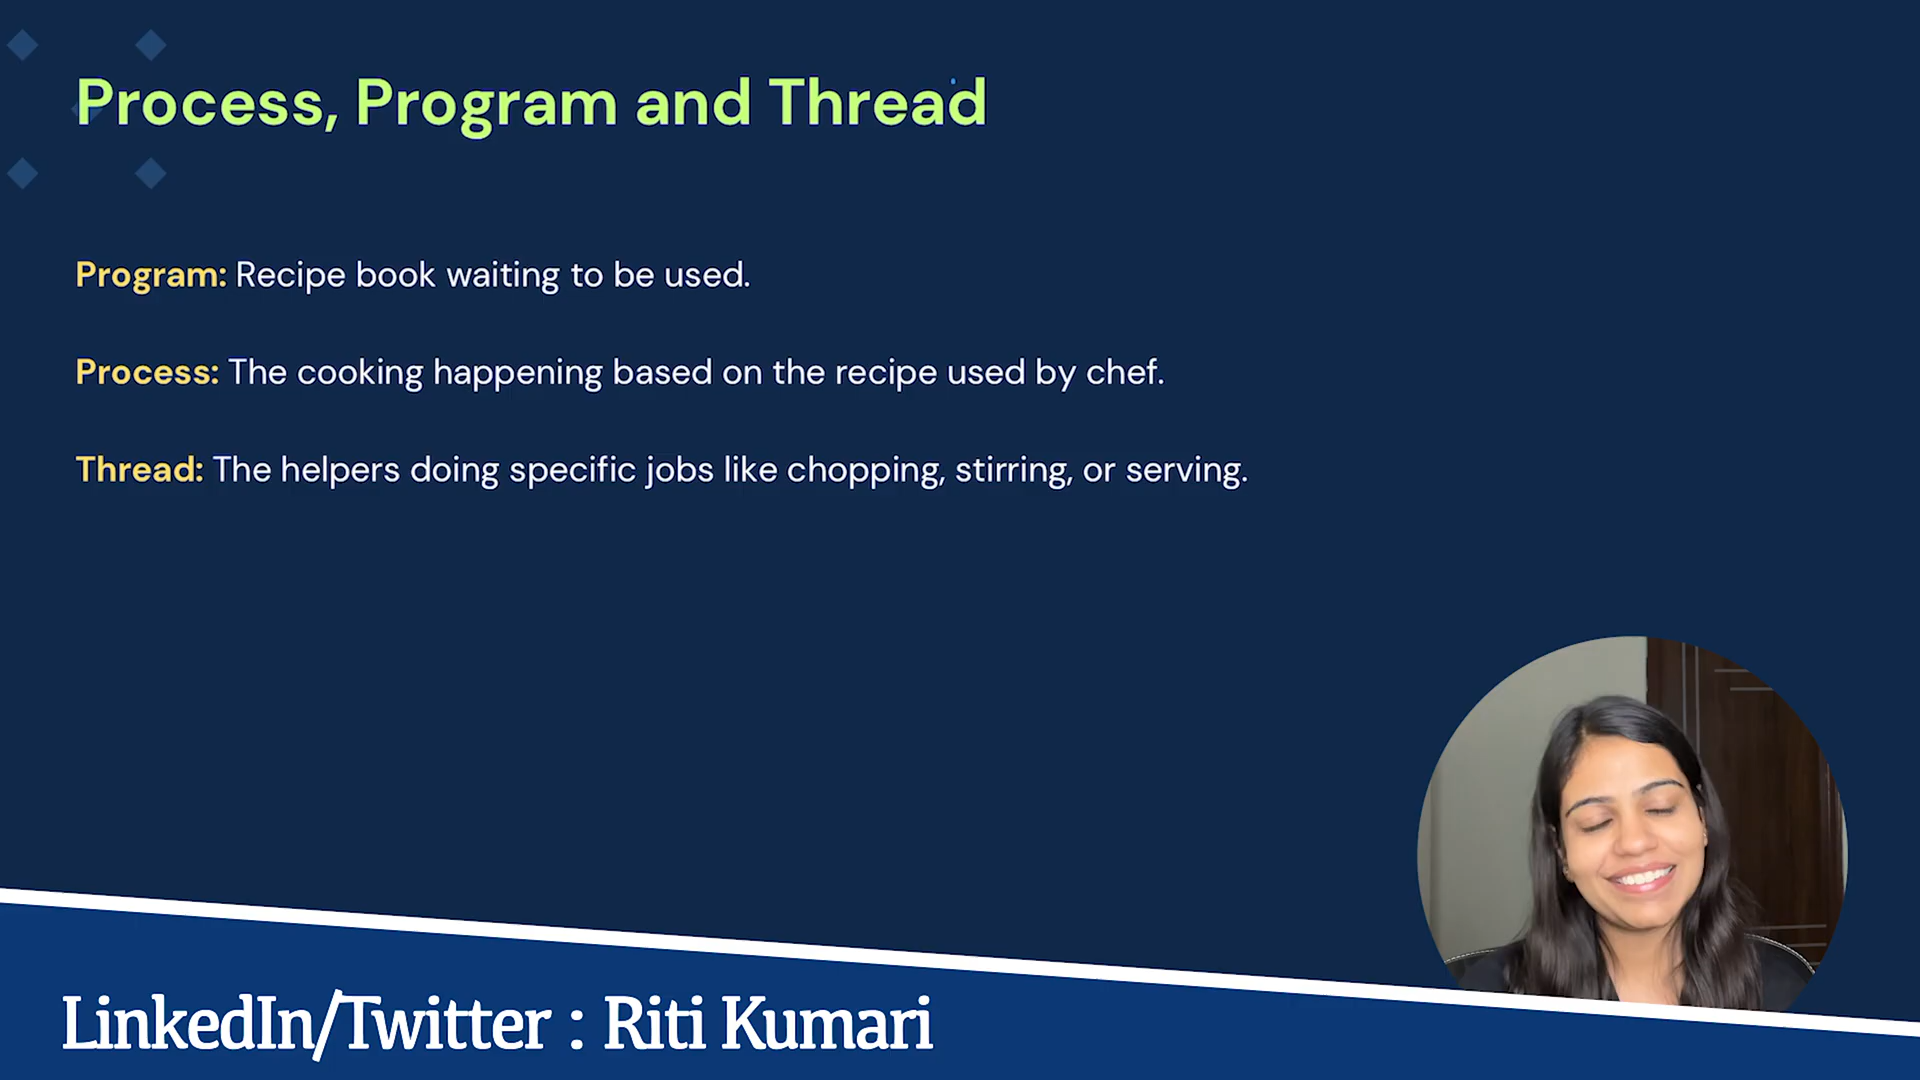 Process, Program and Thread
Program: Recipe book waiting to be used.
Process: The cooking happening based on the recipe used by chef.
Thread: The helpers doing specific jobs like chopping, stirring, or serving.
LinkedIn/Twitter : Riti Kumari